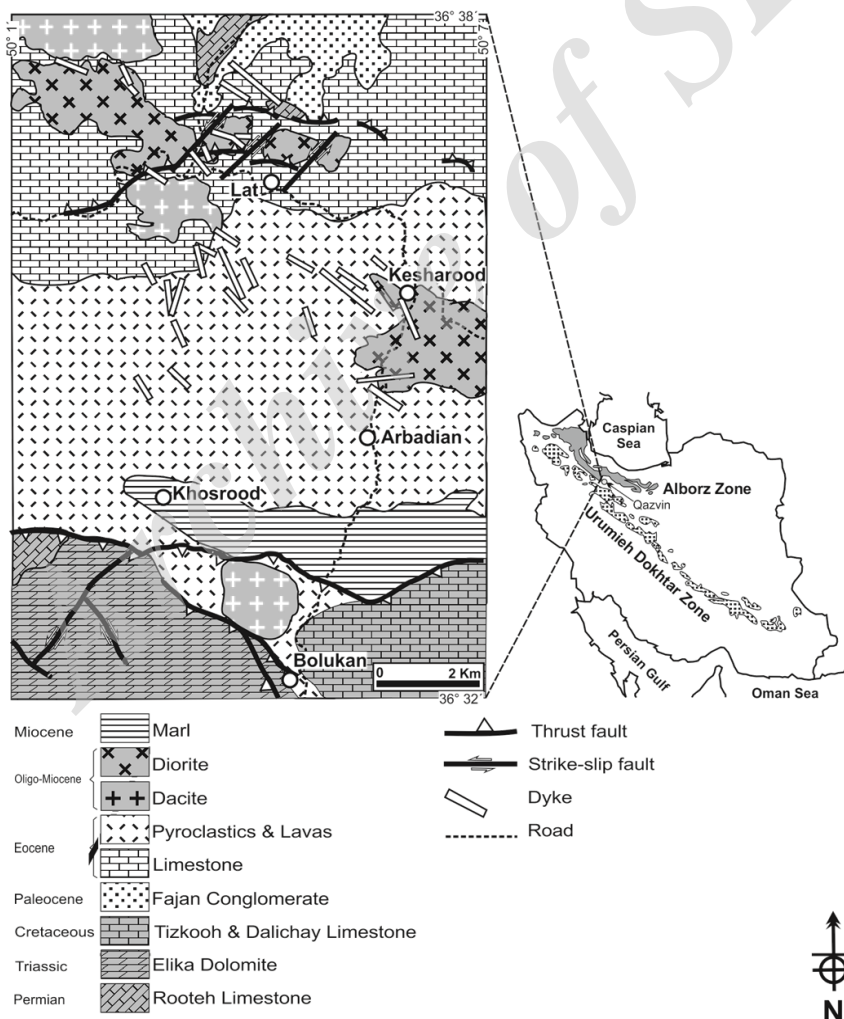 36° 38´
50° 1´
50° 7´
Lat
Kesharood
Arbadian
Khosrood
Bolukan
0 2 Km
36° 32´
Caspian
Sea
Alborz Zone
Qazvin
Urumieh Dokhtar Zone
Persian Gulf
Oman Sea
Miocene Marl
Oligo-Miocene Diorite
Dacite
Eocene Pyroclastics & Lavas
Limestone
Paleocene Fajan Conglomerate
Cretaceous Tizkooh & Dalichay Limestone
Triassic Elika Dolomite
Permian Rooteh Limestone
Thrust fault
Strike-slip fault
Dyke
Road
N
Archive of SI